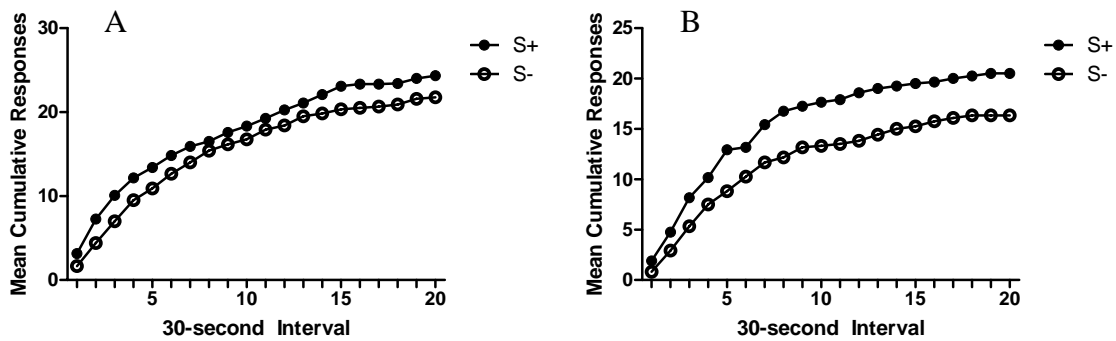 A
Mean Cumulative Responses
30
20
10
0
5
10
15
20
30-second Interval
S+
S-
B
Mean Cumulative Responses
25
20
15
10
5
0
5
10
15
20
30-second Interval
S+
S-